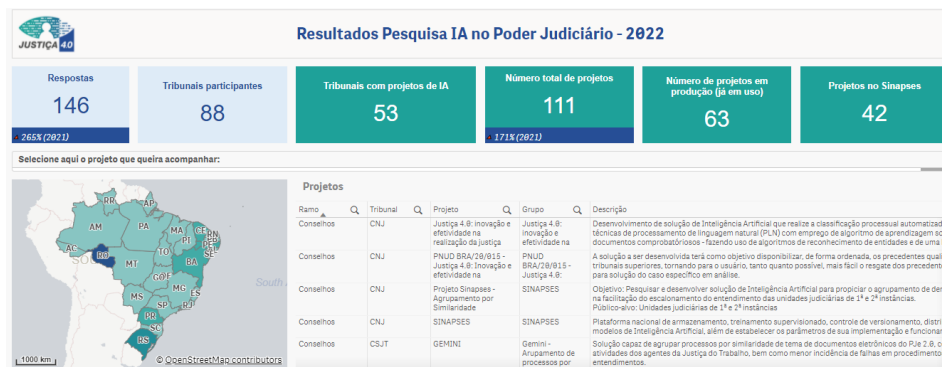 JUSTIÇA 4.0
Resultados Pesquisa IA no Poder Judiciário - 2022
Respostas
146
265% (2021)
Tribunais participantes
88
Tribunais com projetos de IA
53
Número total de projetos
111
171% (2021)
Número de projetos em
produção (já em uso)
63
Projetos no Sinapses
42
Selecione aqui o projeto que queira acompanhar:
RR
AP
AM
PA
MA
CE
RN
PI
PE
SE
AC
RO
TO
BA
MT
GO
MG
ES
MS
SP
RJ
PR
SC
RS
South
1000 km
© OpenStreetMap contributors
Projetos
Ramo Tribunal Projeto Grupo Descrição
Conselhos CNJ Justiça 4.0: inovação e Justiça 4.0: Desenvolvimento de solução de Inteligência Artificial que realize a classificação processual automatizad
efetividade na inovação e técnicas de processamento de linguagem natural (PLN) com emprego de algoritmo de aprendizagem so
realização da justiça efetividade na documentos comprobatórios - fazendo uso de algoritmos de reconhecimento de entidades e de uma
Conselhos CNJ PNUD BRA/20/015 - PNUD A solução a ser desenvolvida terá como objetivo disponibilizar, de forma ordenada, os precedentes quali
Justiça 4.0: Inovação e BRA/20/015 - tribunais superiores, tornando para o usuário, tanto quanto possível, mais fácil o resgate dos precedent
efetividade na Justiça 4.0: para solução do caso específico em análise.
Conselhos CNJ Projeto Sinapses - SINAPSES Objetivo: Pesquisar e desenvolver solução de Inteligência Artificial para propiciar o agrupamento de de
Agrupamento por na facilitação do escalonamento do entendimento das unidades judiciárias de 1ª e 2ª instâncias.
Similaridade Público-alvo: Unidades judiciárias de 1ª e 2ª instâncias
Conselhos CNJ SINAPSES SINAPSES Plataforma nacional de armazenamento, treinamento supervisionado, controle de versionamento, distri
modelos de Inteligência Artificial, além de estabelecer os parâmetros de sua implementação e funcionar
Conselhos CSJT GEMINI Gemini - Solução capaz de agrupar processos por similaridade de tema de documentos eletrônicos do PJe 2.0, c
Arupamento de atividades dos agentes da Justiça do Trabalho, bem como menor incidência de falhas em procedimento
processos por entendimentos.